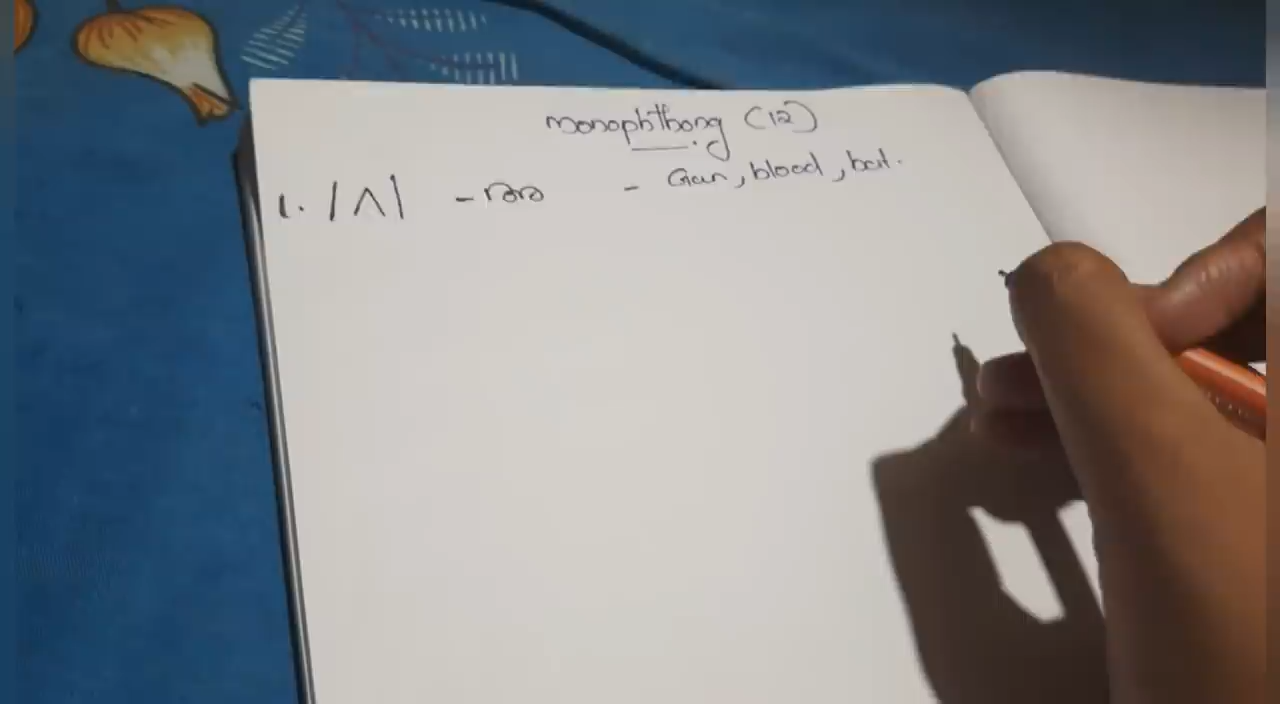 monophthong (12)
1. /ʌ/ - - Gun, blood, but.